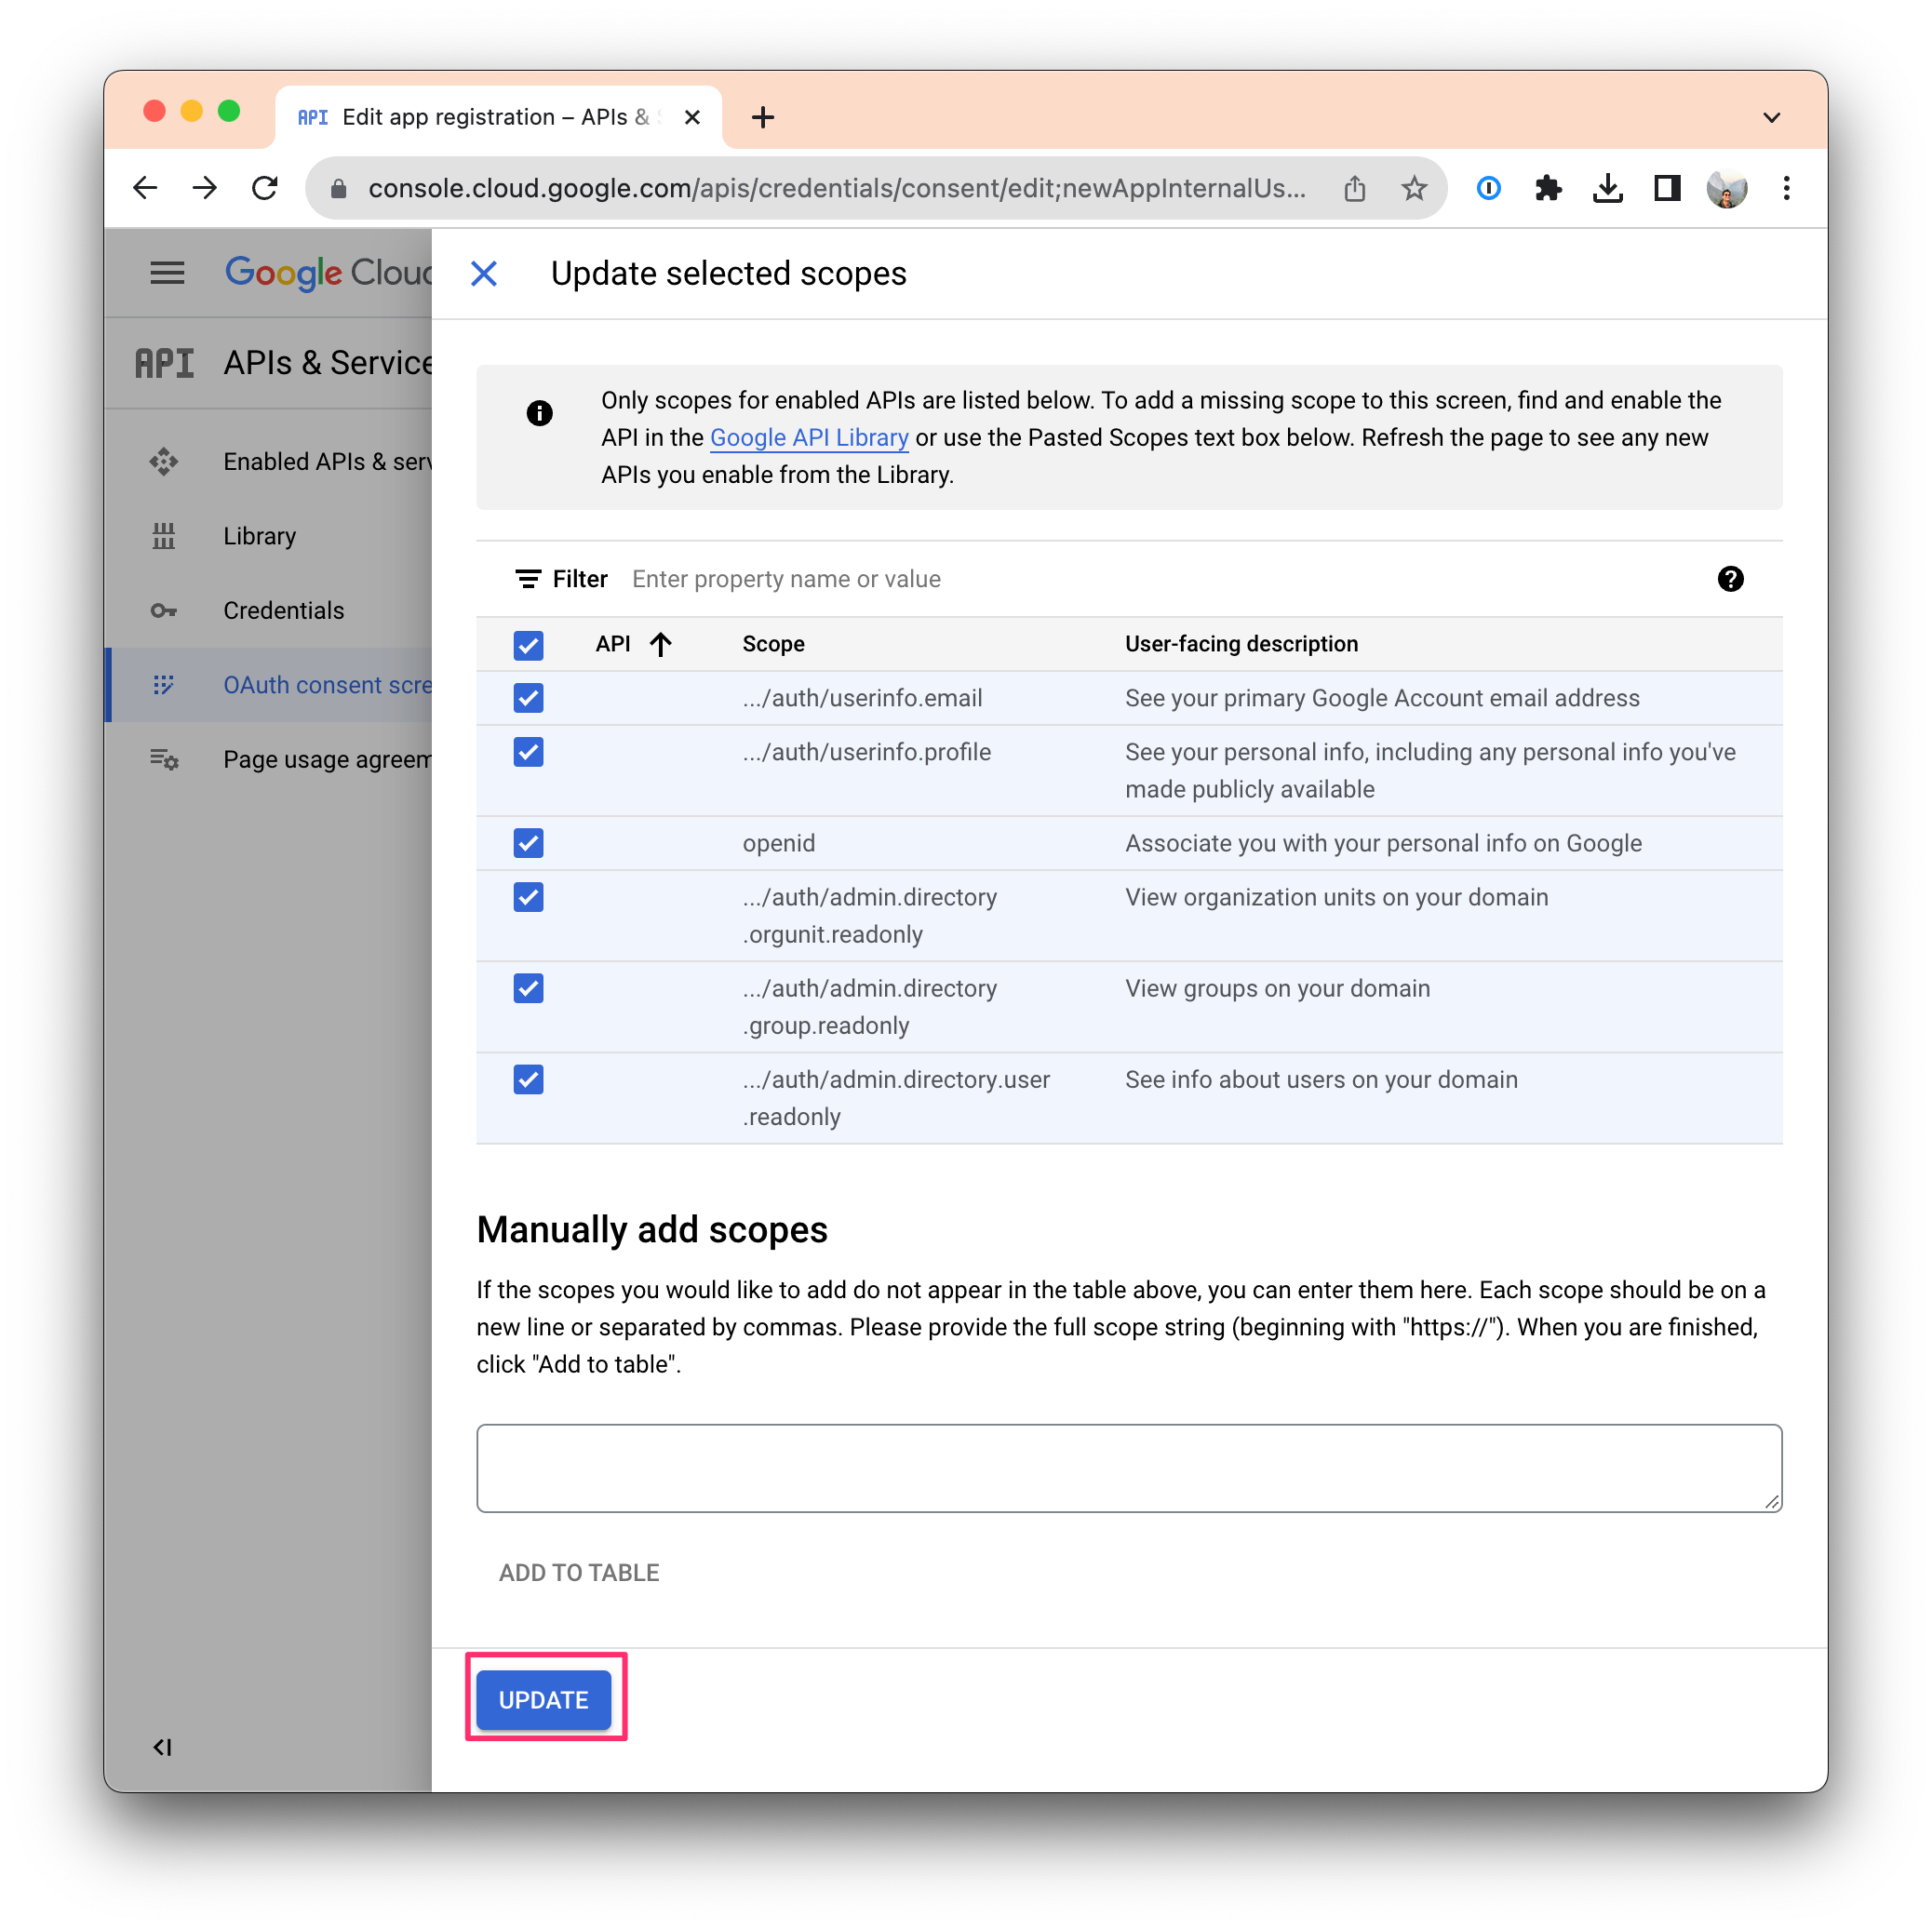 API Edit app registration – APIs &
console.cloud.google.com/apis/credentials/consent/edit;newAppInternalUs...
Google Cloud
Update selected scopes
API APIs & Service
Only scopes for enabled APIs are listed below. To add a missing scope to this screen, find and enable the
API in the Google API Library or use the Pasted Scopes text box below. Refresh the page to see any new
APIs you enable from the Library.
Enabled APIs & serv
Library
Credentials
OAuth consent scre
Page usage agreem
Filter Enter property name or value
API Scope User-facing description
.../auth/userinfo.email See your primary Google Account email address
.../auth/userinfo.profile See your personal info, including any personal info you've
made publicly available
openid Associate you with your personal info on Google
.../auth/admin.directory View organization units on your domain
.orgunit.readonly
.../auth/admin.directory View groups on your domain
.group.readonly
.../auth/admin.directory.user See info about users on your domain
.readonly
Manually add scopes
If the scopes you would like to add do not appear in the table above, you can enter them here. Each scope should be on a
new line or separated by commas. Please provide the full scope string (beginning with "https://"). When you are finished,
click "Add to table".
ADD TO TABLE
UPDATE